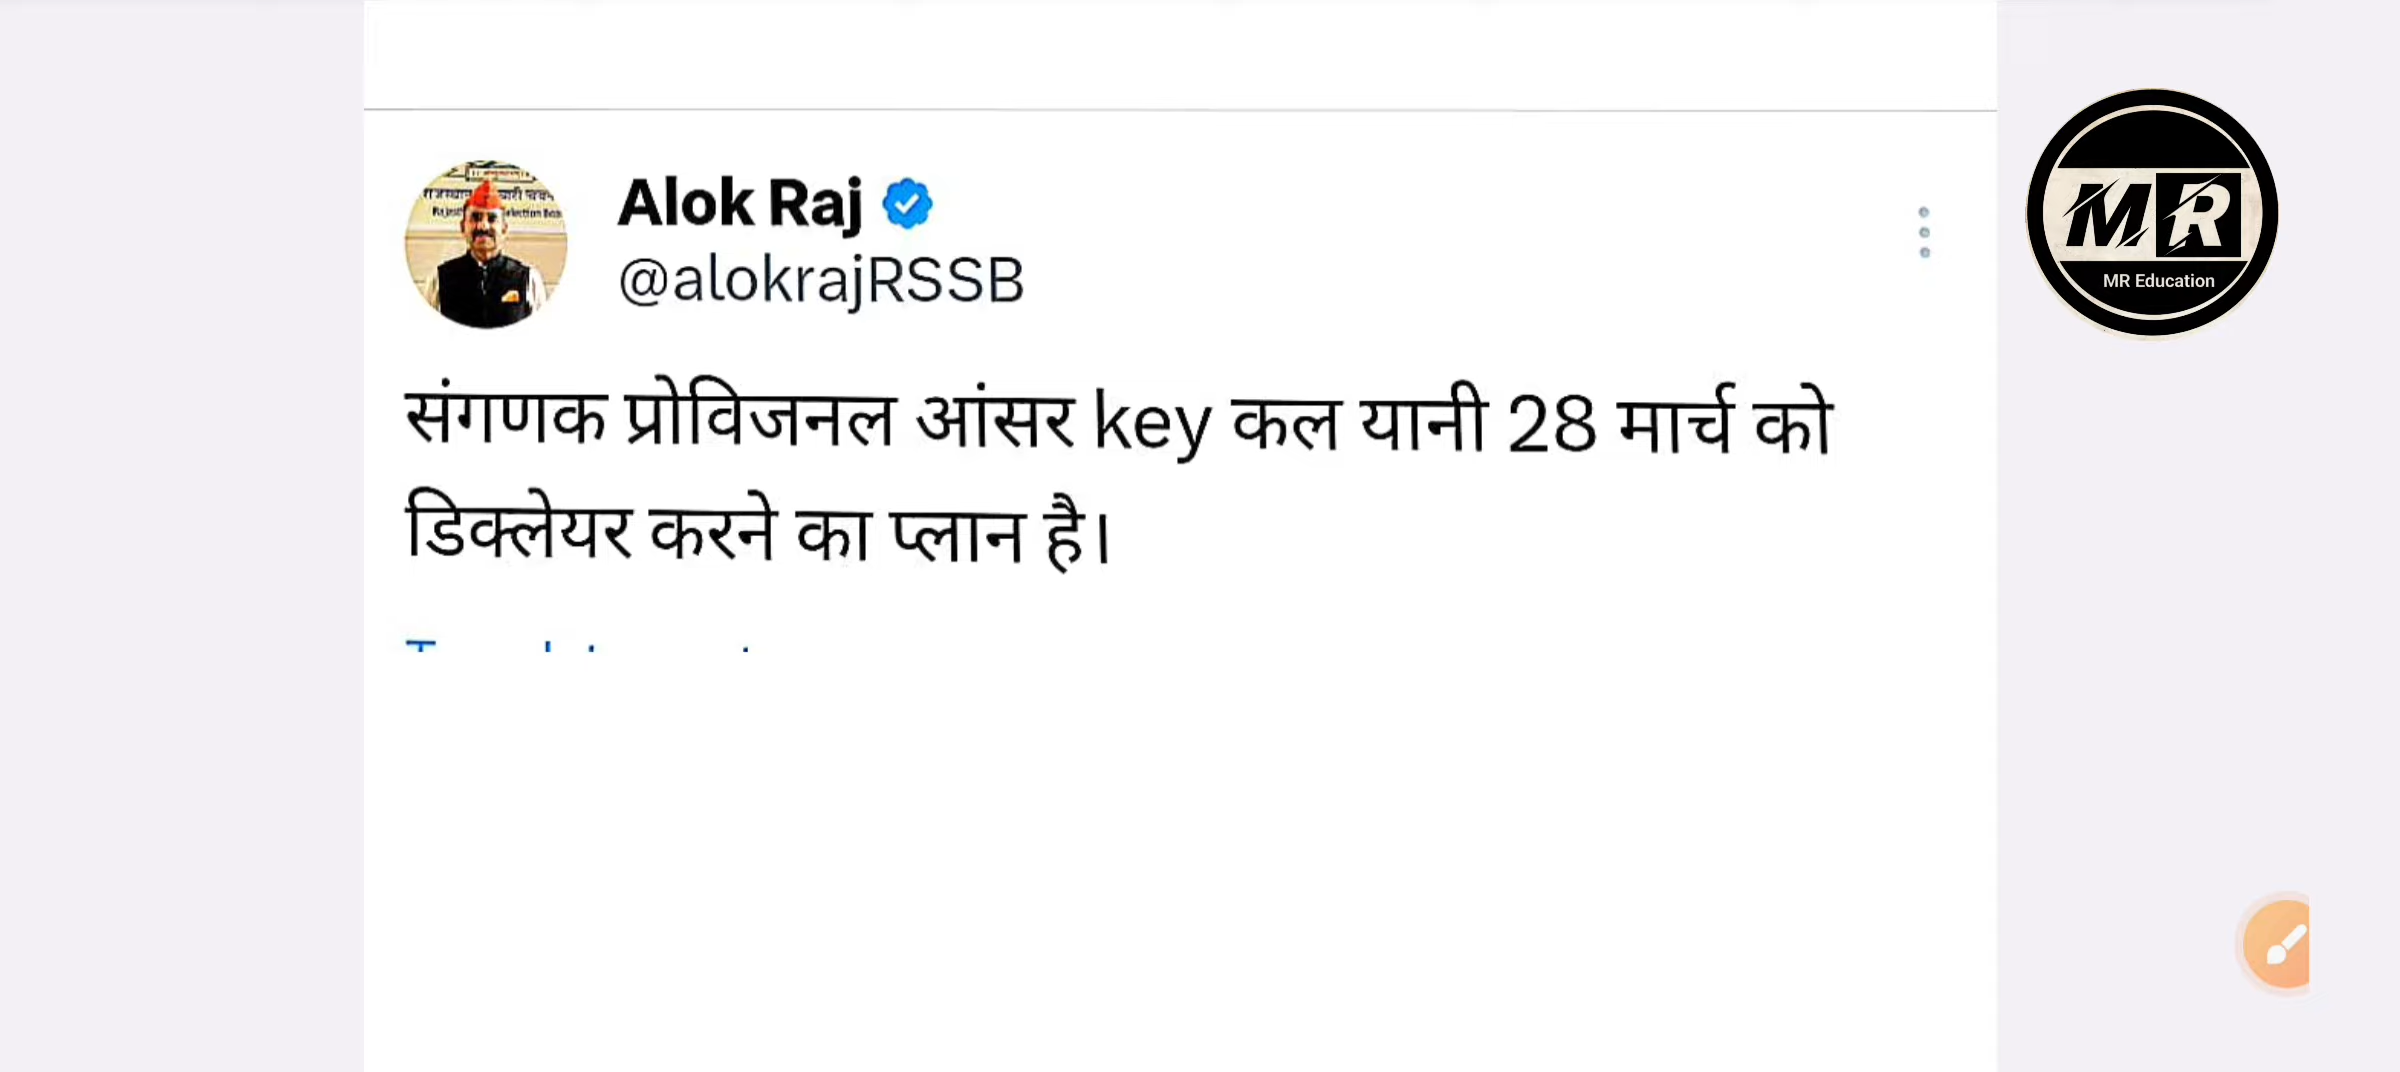 Alok Raj
@alokrajRSSB
संगणक प्रोविजनल आंसर key कल यानी 28 मार्च को
डिक्लेयर करने का प्लान है।
MR
MR Education